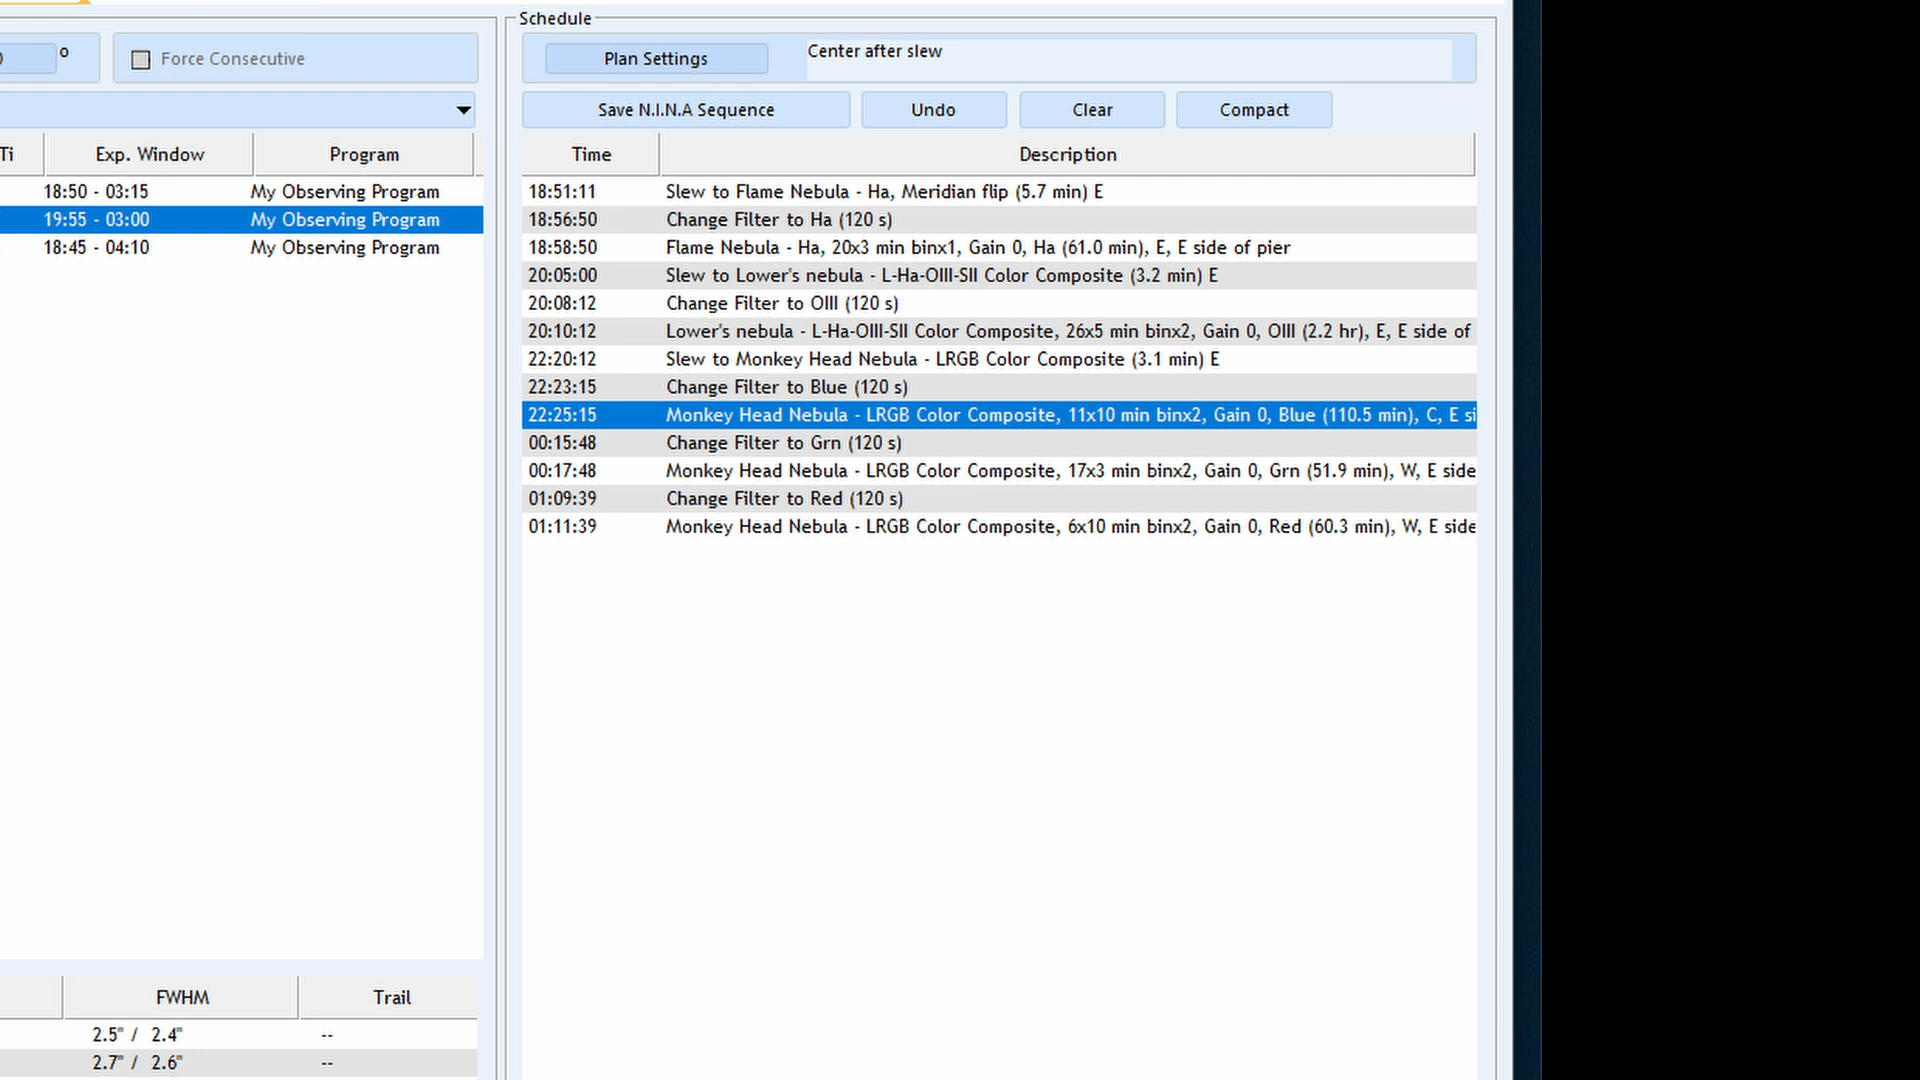 º
Force Consecutive
Ti
Exp. Window
Program
18:50 - 03:15
My Observing Program
19:55 - 03:00
My Observing Program
18:45 - 04:10
My Observing Program
FWHM
Trail
2.5" / 2.4"
--
2.7" / 2.6"
--
Schedule
Plan Settings
Center after slew
Save N.I.N.A Sequence
Undo
Clear
Compact
Time
Description
18:51:11 Slew to Flame Nebula - Ha, Meridian flip (5.7 min) E
18:56:50 Change Filter to Ha (120 s)
18:58:50 Flame Nebula - Ha, 20x3 min binx1, Gain 0, Ha (61.0 min), E, E side of pier
20:05:00 Slew to Lower's nebula - L-Ha-OIII-SII Color Composite (3.2 min) E
20:08:12 Change Filter to OIII (120 s)
20:10:12 Lower's nebula - L-Ha-OIII-SII Color Composite, 26x5 min binx2, Gain 0, OIII (2.2 hr), E, E side of
22:20:12 Slew to Monkey Head Nebula - LRGB Color Composite (3.1 min) E
22:23:15 Change Filter to Blue (120 s)
22:25:15 Monkey Head Nebula - LRGB Color Composite, 11x10 min binx2, Gain 0, Blue (110.5 min), C, E si
00:15:48 Change Filter to Grn (120 s)
00:17:48 Monkey Head Nebula - LRGB Color Composite, 17x3 min binx2, Gain 0, Grn (51.9 min), W, E side
01:09:39 Change Filter to Red (120 s)
01:11:39 Monkey Head Nebula - LRGB Color Composite, 6x10 min binx2, Gain 0, Red (60.3 min), W, E side